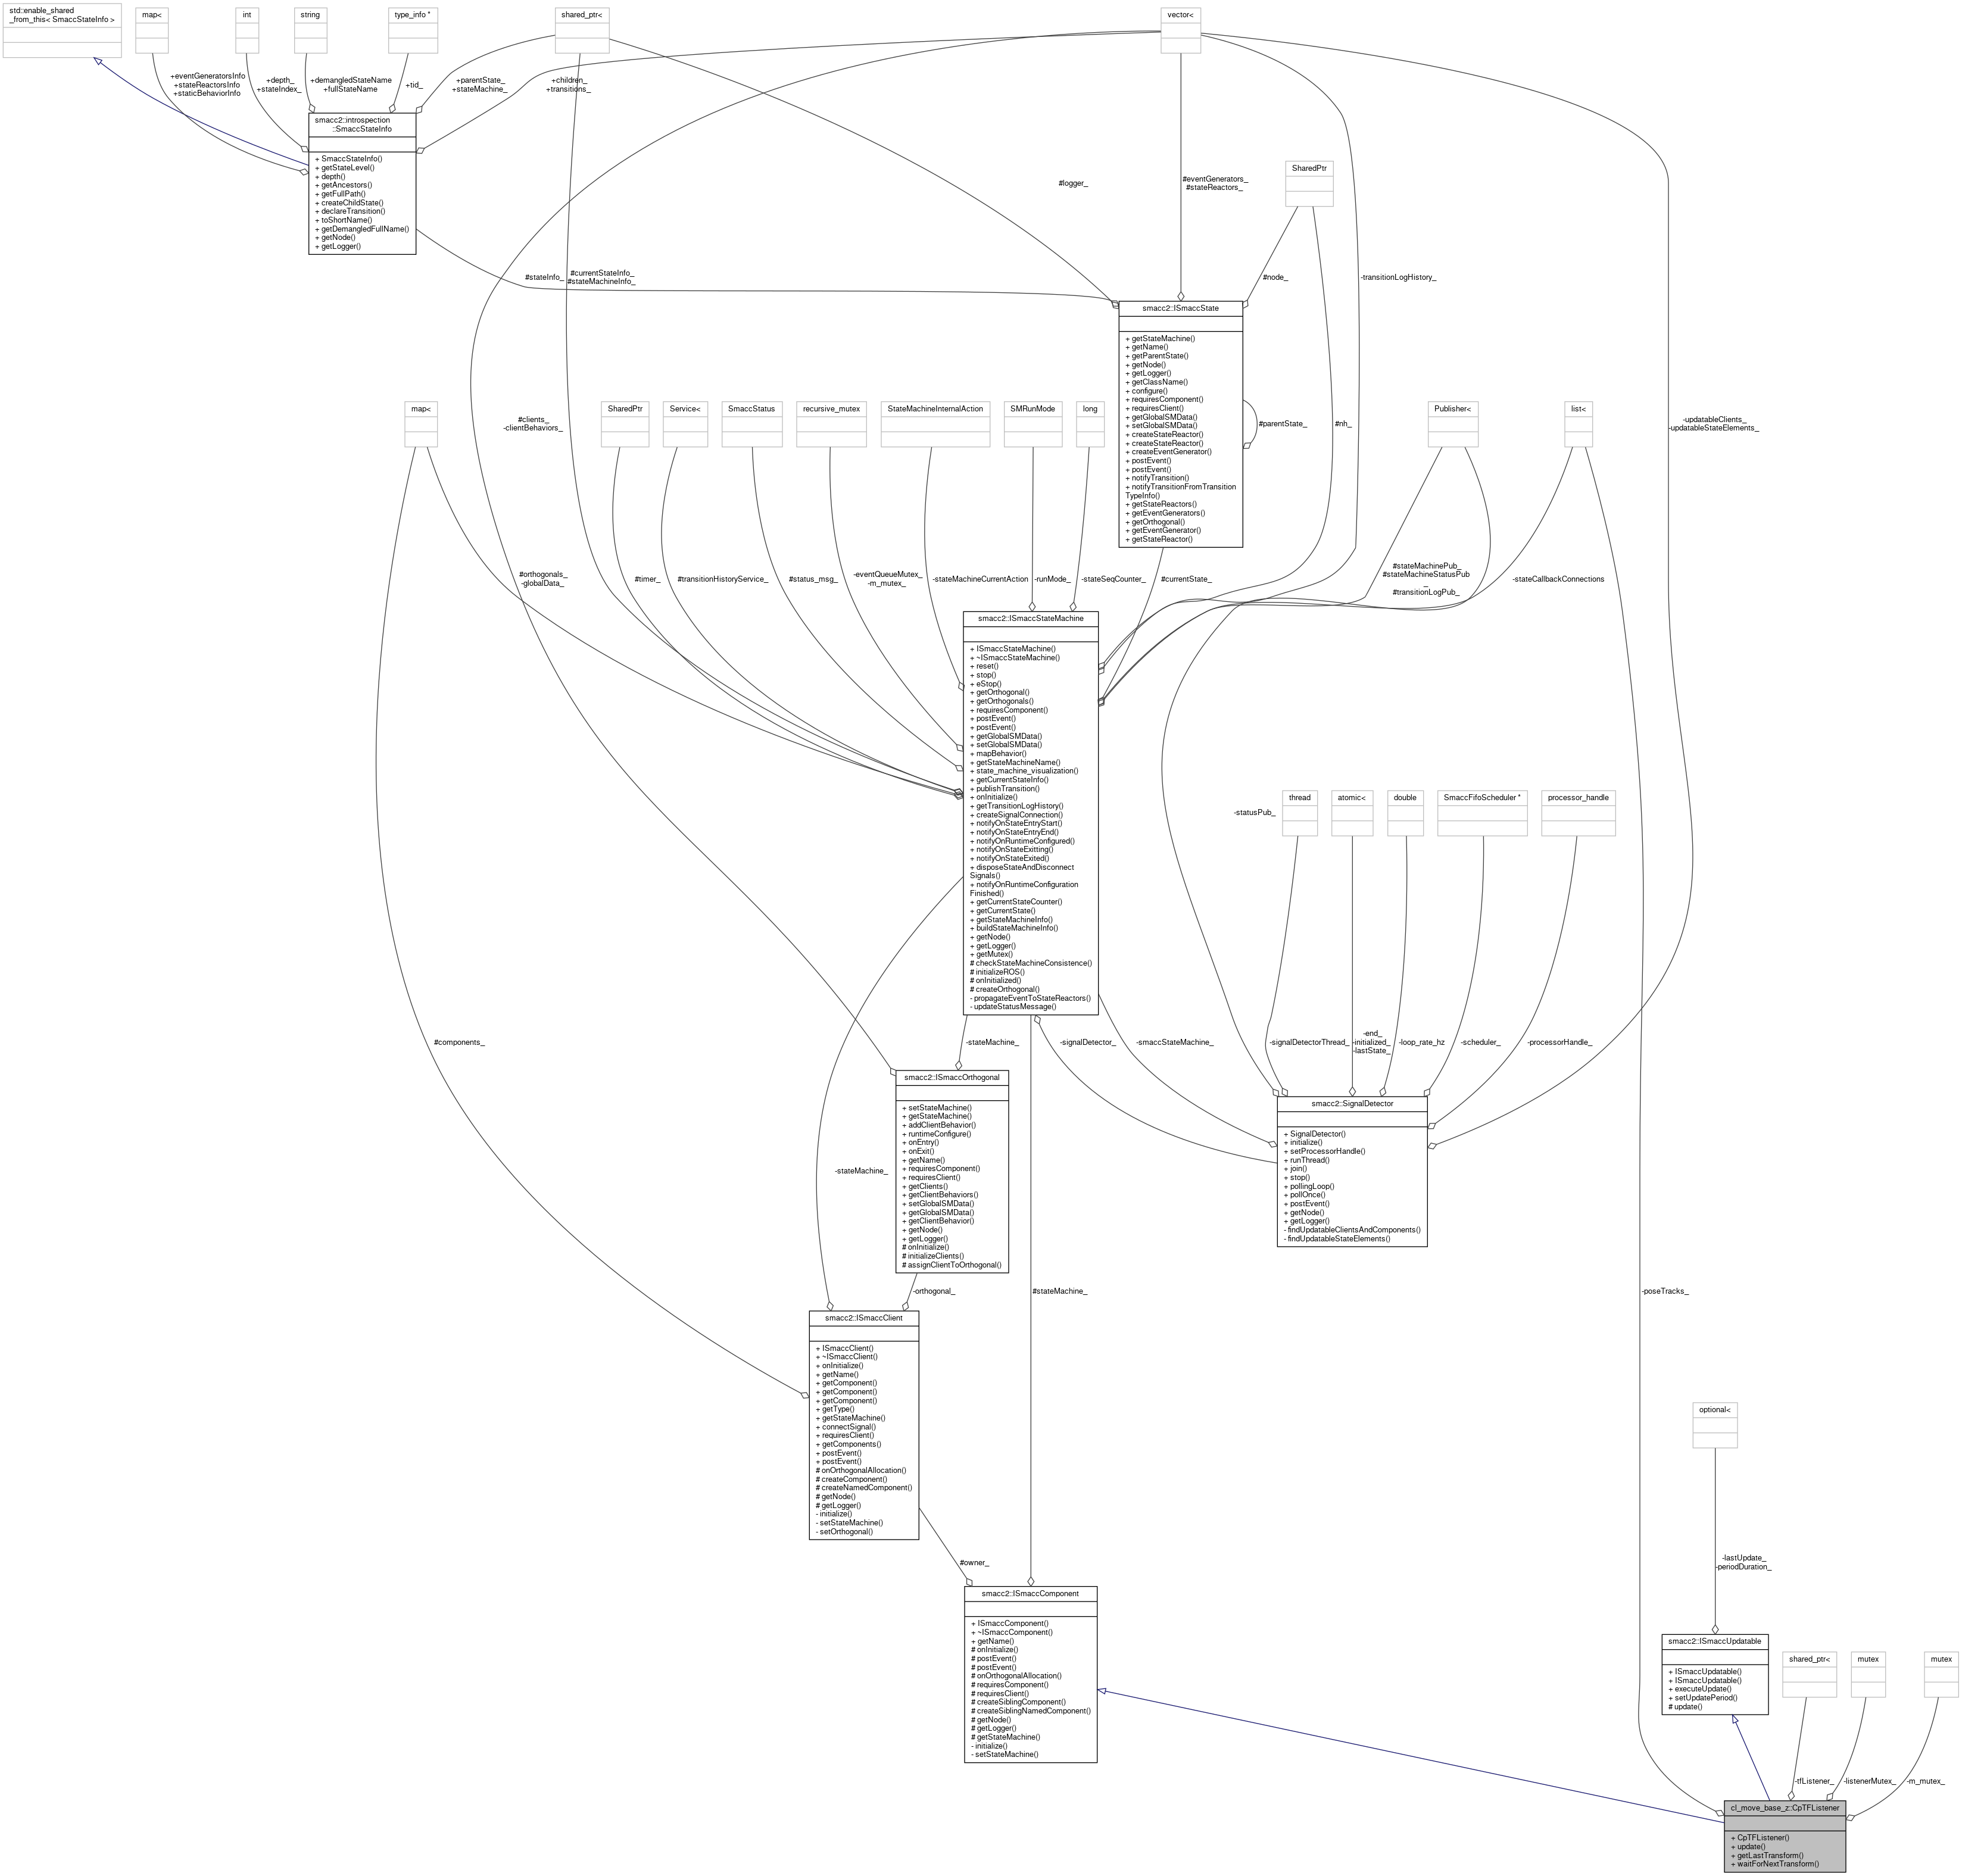 std::enable_shared
_from_this< SmaccStateInfo >
map<
int
string
type_info *
shared_ptr<
vector<
+eventGeneratorsInfo
+stateReactorsInfo
+staticBehaviorInfo
+depth_
+stateIndex_
+demangledStateName
+fullStateName
+tid_
+parentState_
+stateMachine_
+children_
+transitions_
smacc2::introspection
::SmaccStateInfo
+ SmaccStateInfo()
+ getStateLevel()
+ depth()
+ getAncestors()
+ getFullPath()
+ createChildState()
+ declareTransition()
+ toShortName()
+ getDemangledFullName()
+ getNode()
+ getLogger()
#logger_
#eventGenerators_
#stateReactors_
SharedPtr
#stateInfo_
#currentStateInfo_
#stateMachineInfo_
#node_
-transitionLogHistory_
smacc2::ISmaccState
+ getStateMachine()
+ getName()
+ getParentState()
+ getNode()
+ getLogger()
+ getClassName()
+ configure()
+ requiresComponent()
+ requiresClient()
+ getGlobalSMData()
+ setGlobalSMData()
+ createStateReactor()
+ createStateReactor()
+ createEventGenerator()
+ postEvent()
+ postEvent()
+ notifyTransition()
+ notifyTransitionFromTransition
TypeInfo()
+ getStateReactors()
+ getEventGenerators()
+ getOrthogonal()
+ getEventGenerator()
+ getStateReactor()
#parentState_
#nh_
-updatableClients_
-updatableStateElements_
#clients_
-clientBehaviors_
map<
SharedPtr
Service<
SmaccStatus
recursive_mutex
StateMachineInternalAction
SMRunMode
long
Publisher<
list<
#orthogonals_
-globalData_
#timer_
#transitionHistoryService_
#status_msg_
-eventQueueMutex_
-m_mutex_
-stateMachineCurrentAction
-runMode_
-stateSeqCounter_
#currentState_
#stateMachinePub_
#stateMachineStatusPub
_
#transitionLogPub_
-stateCallbackConnections
smacc2::ISmaccStateMachine
+ ISmaccStateMachine()
+ ~ISmaccStateMachine()
+ reset()
+ stop()
+ eStop()
+ getOrthogonal()
+ getOrthogonals()
+ requiresComponent()
+ postEvent()
+ postEvent()
+ getGlobalSMData()
+ setGlobalSMData()
+ mapBehavior()
+ getStateMachineName()
+ state_machine_visualization()
+ getCurrentStateInfo()
+ publishTransition()
+ onInitialize()
+ getTransitionLogHistory()
+ createSignalConnection()
+ notifyOnStateEntryStart()
+ notifyOnStateEntryEnd()
+ notifyOnRuntimeConfigured()
+ notifyOnStateExitting()
+ notifyOnStateExited()
+ disposeStateAndDisconnect
Signals()
+ notifyOnRuntimeConfiguration
Finished()
+ getCurrentStateCounter()
+ getCurrentState()
+ getStateMachineInfo()
+ buildStateMachineInfo()
+ getNode()
+ getLogger()
+ getMutex()
# checkStateMachineConsistence()
# initializeROS()
# onInitialized()
# createOrthogonal()
- propagateEventToStateReactors()
- updateStatusMessage()
-statusPub_
thread
atomic<
double
SmaccFifoScheduler *
processor_handle
#components_
-stateMachine_
-signalDetector_
-smaccStateMachine_
-signalDetectorThread_
-end_
-initialized_
-lastState_
-loop_rate_hz
-scheduler_
-processorHandle_
smacc2::ISmaccOrthogonal
+ setStateMachine()
+ getStateMachine()
+ addClientBehavior()
+ runtimeConfigure()
+ onEntry()
+ onExit()
+ getName()
+ requiresComponent()
+ requiresClient()
+ getClients()
+ getClientBehaviors()
+ setGlobalSMData()
+ getGlobalSMData()
+ getClientBehavior()
+ getNode()
+ getLogger()
# onInitialize()
# initializeClients()
# assignClientToOrthogonal()
smacc2::SignalDetector
+ SignalDetector()
+ initialize()
+ setProcessorHandle()
+ runThread()
+ join()
+ stop()
+ pollingLoop()
+ pollOnce()
+ postEvent()
+ getNode()
+ getLogger()
- findUpdatableClientsAndComponents()
- findUpdatableStateElements()
-stateMachine_
-orthogonal_
#stateMachine_
-poseTracks_
smacc2::ISmaccClient
+ ISmaccClient()
+ ~ISmaccClient()
+ onInitialize()
+ getName()
+ getComponent()
+ getComponent()
+ getComponent()
+ getType()
+ getStateMachine()
+ connectSignal()
+ requiresClient()
+ getComponents()
+ postEvent()
+ postEvent()
# onOrthogonalAllocation()
# createComponent()
# createNamedComponent()
# getNode()
# getLogger()
- initialize()
- setStateMachine()
- setOrthogonal()
optional<
#owner_
-lastUpdate_
-periodDuration_
smacc2::ISmaccComponent
+ ISmaccComponent()
+ ~ISmaccComponent()
+ getName()
# onInitialize()
# postEvent()
# postEvent()
# onOrthogonalAllocation()
# requiresComponent()
# requiresClient()
# createSiblingComponent()
# createSiblingNamedComponent()
# getNode()
# getLogger()
# getStateMachine()
- initialize()
- setStateMachine()
smacc2::ISmaccUpdatable
+ ISmaccUpdatable()
+ ISmaccUpdatable()
+ executeUpdate()
+ setUpdatePeriod()
# update()
shared_ptr<
mutex
mutex
-tfListener_
-listenerMutex_
-m_mutex_
cl_move_base_z::CpTFListener
+ CpTFListener()
+ update()
+ getLastTransform()
+ waitForNextTransform()